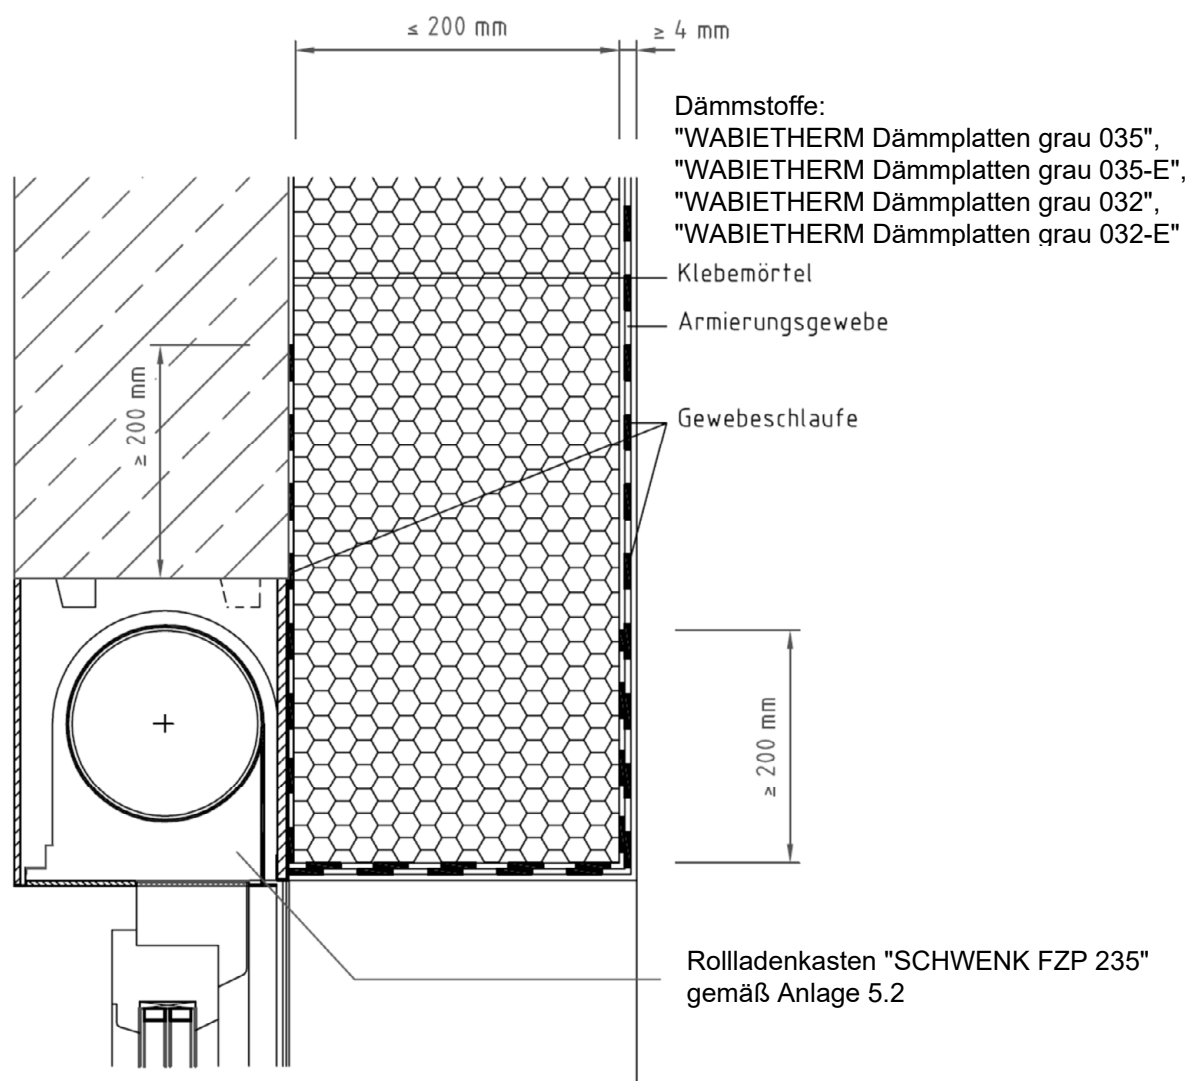 ≤ 200 mm
≥ 4 mm
Dämmstoffe:
"WABIETHERM Dämmplatten grau 035",
"WABIETHERM Dämmplatten grau 035-E",
"WABIETHERM Dämmplatten grau 032",
"WABIETHERM Dämmplatten grau 032-E"
Klebemörtel
Armierungsgewebe
≥ 200 mm
Gewebeschlaufe
≥ 200 mm
Rollladenkasten "SCHWENK FZP 235"
gemäß Anlage 5.2